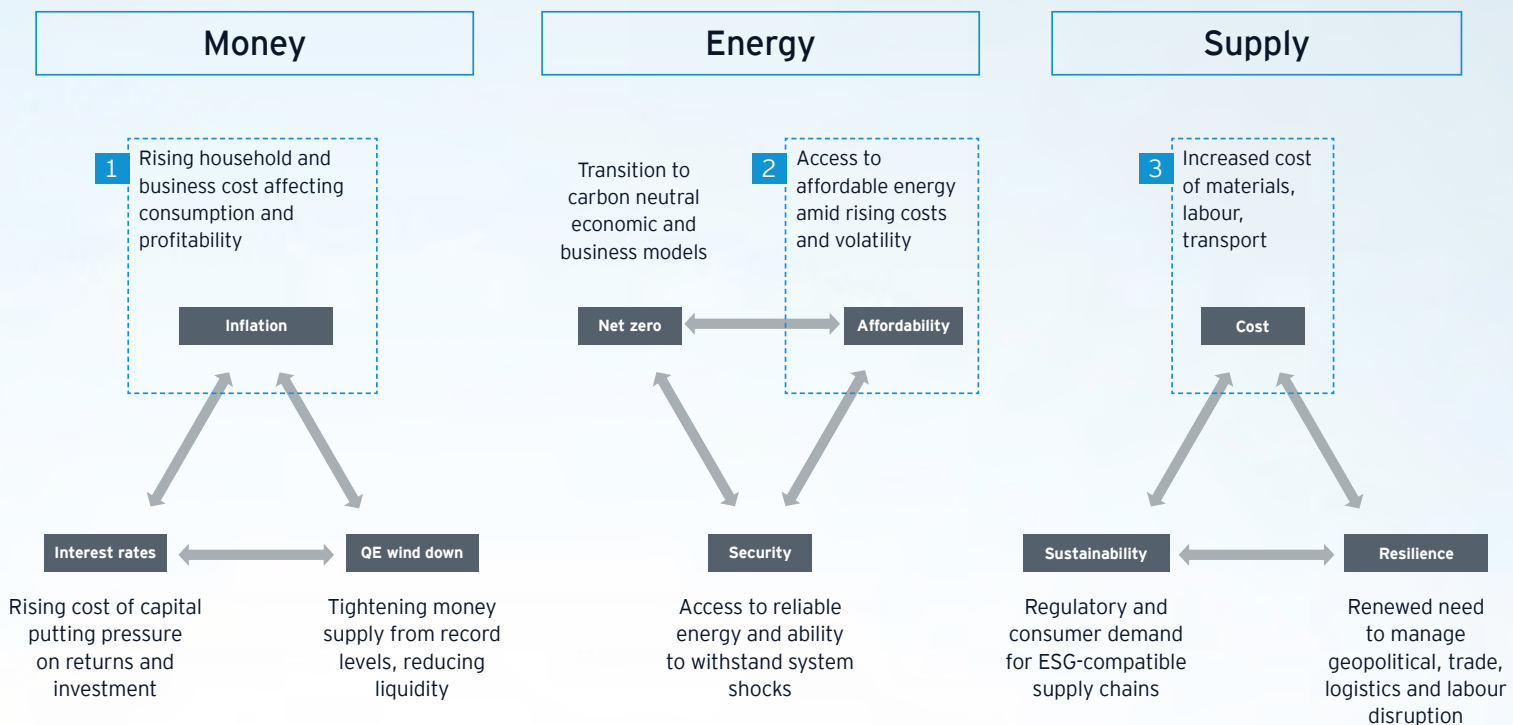 Money
Energy
Supply
1
Rising household and
business cost affecting
consumption and
profitability
Inflation
Interest rates
QE wind down
Rising cost of capital
putting pressure
on returns and
investment
Tightening money
supply from record
levels, reducing
liquidity
Transition to
carbon neutral
economic and
business models
2
Access to
affordable energy
amid rising costs
and volatility
Net zero
Affordability
Security
Access to reliable
energy and ability
to withstand system
shocks
3
Increased cost
of materials,
labour,
transport
Cost
Sustainability
Resilience
Regulatory and
consumer demand
for ESG-compatible
supply chains
Renewed need
to manage
geopolitical, trade,
logistics and labour
disruption